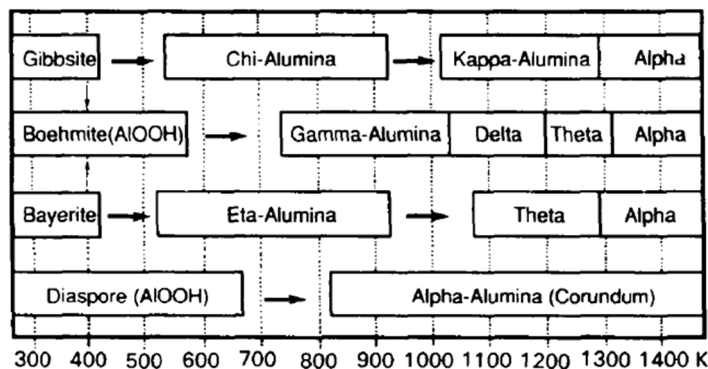 Gibbsite Chi-Alumina Kappa-Alumina Alpha
Boehmite(AlOOH) Gamma-Alumina Delta Theta Alpha
Bayerite Eta-Alumina Theta Alpha
Diaspore (AlOOH) Alpha-Alumina (Corundum)
300 400 500 600 700 800 900 1000 1100 1200 1300 1400 K